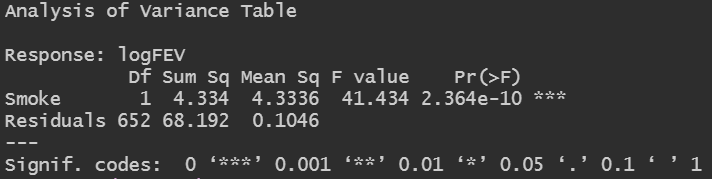 Analysis of Variance Table
Response: logFEV
Df Sum Sq Mean Sq F value Pr(>F)
Smoke 1 4.334 4.3336 41.434 2.364e-10 ***
Residuals 652 68.192 0.1046
---
Signif. codes: 0 ‘***’ 0.001 ‘**’ 0.01 ‘*’ 0.05 ‘.’ 0.1 ‘ ’ 1